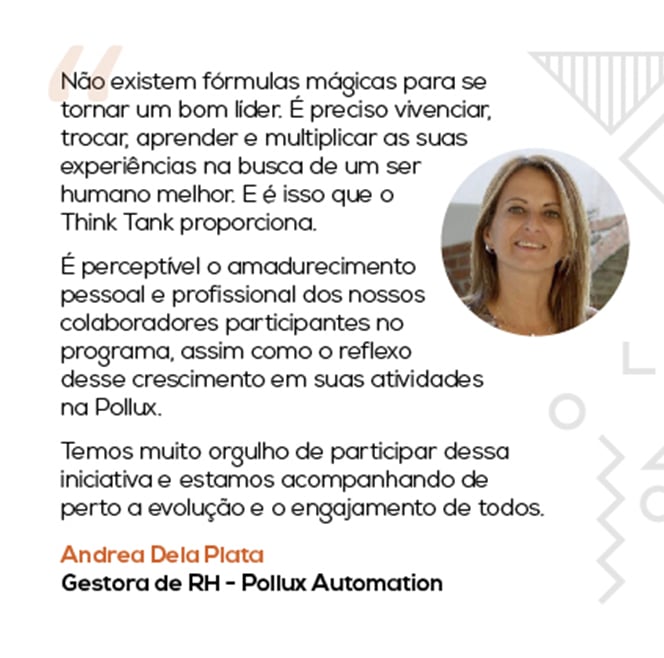 Não existem fórmulas mágicas para se
tornar um bom líder. É preciso vivenciar,
trocar, aprender e multiplicar as suas
experiências na busca de um ser
humano melhor. E é isso que o
Think Tank proporciona.
É perceptível o amadurecimento
pessoal e profissional dos nossos
colaboradores participantes no
programa, assim como o reflexo
desse crescimento em suas atividades
na Pollux.
Temos muito orgulho de participar dessa
iniciativa e estamos acompanhando de
perto a evolução e o engajamento de todos.
Andrea Dela Plata
Gestora de RH - Pollux Automation